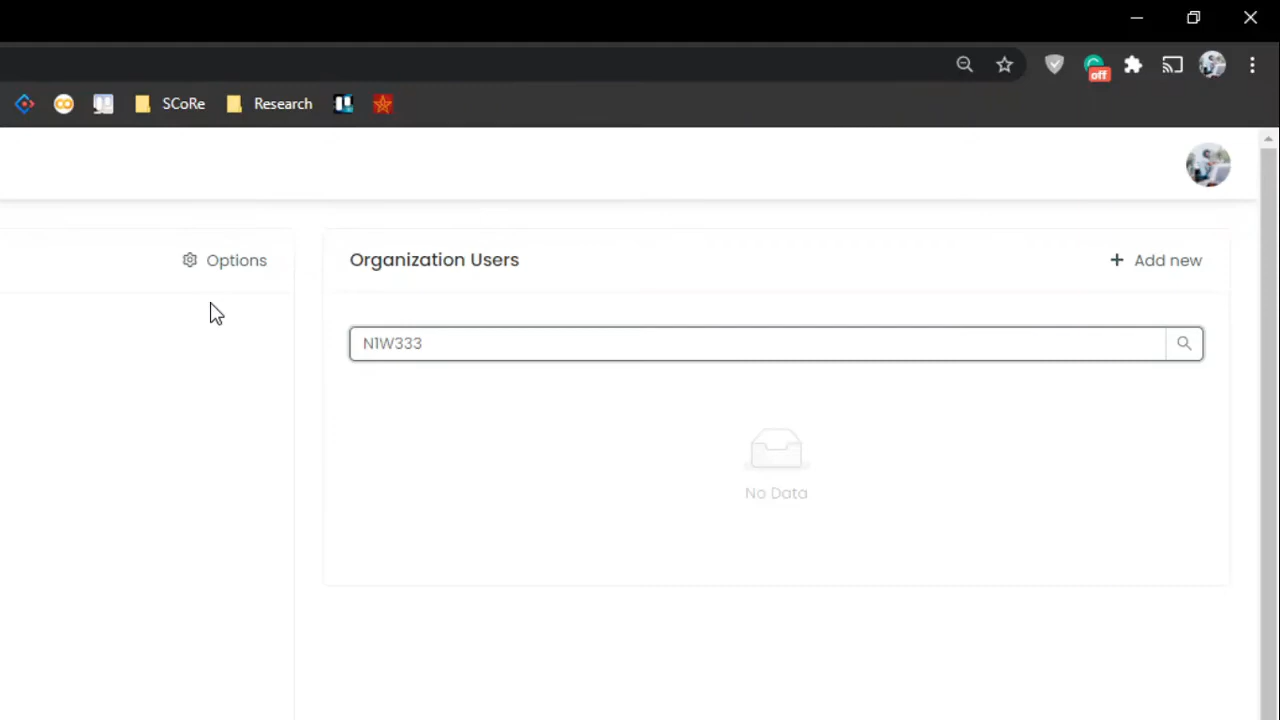 off
SCoRe
Research
Options
Organization Users
+ Add new
N1W333
No Data